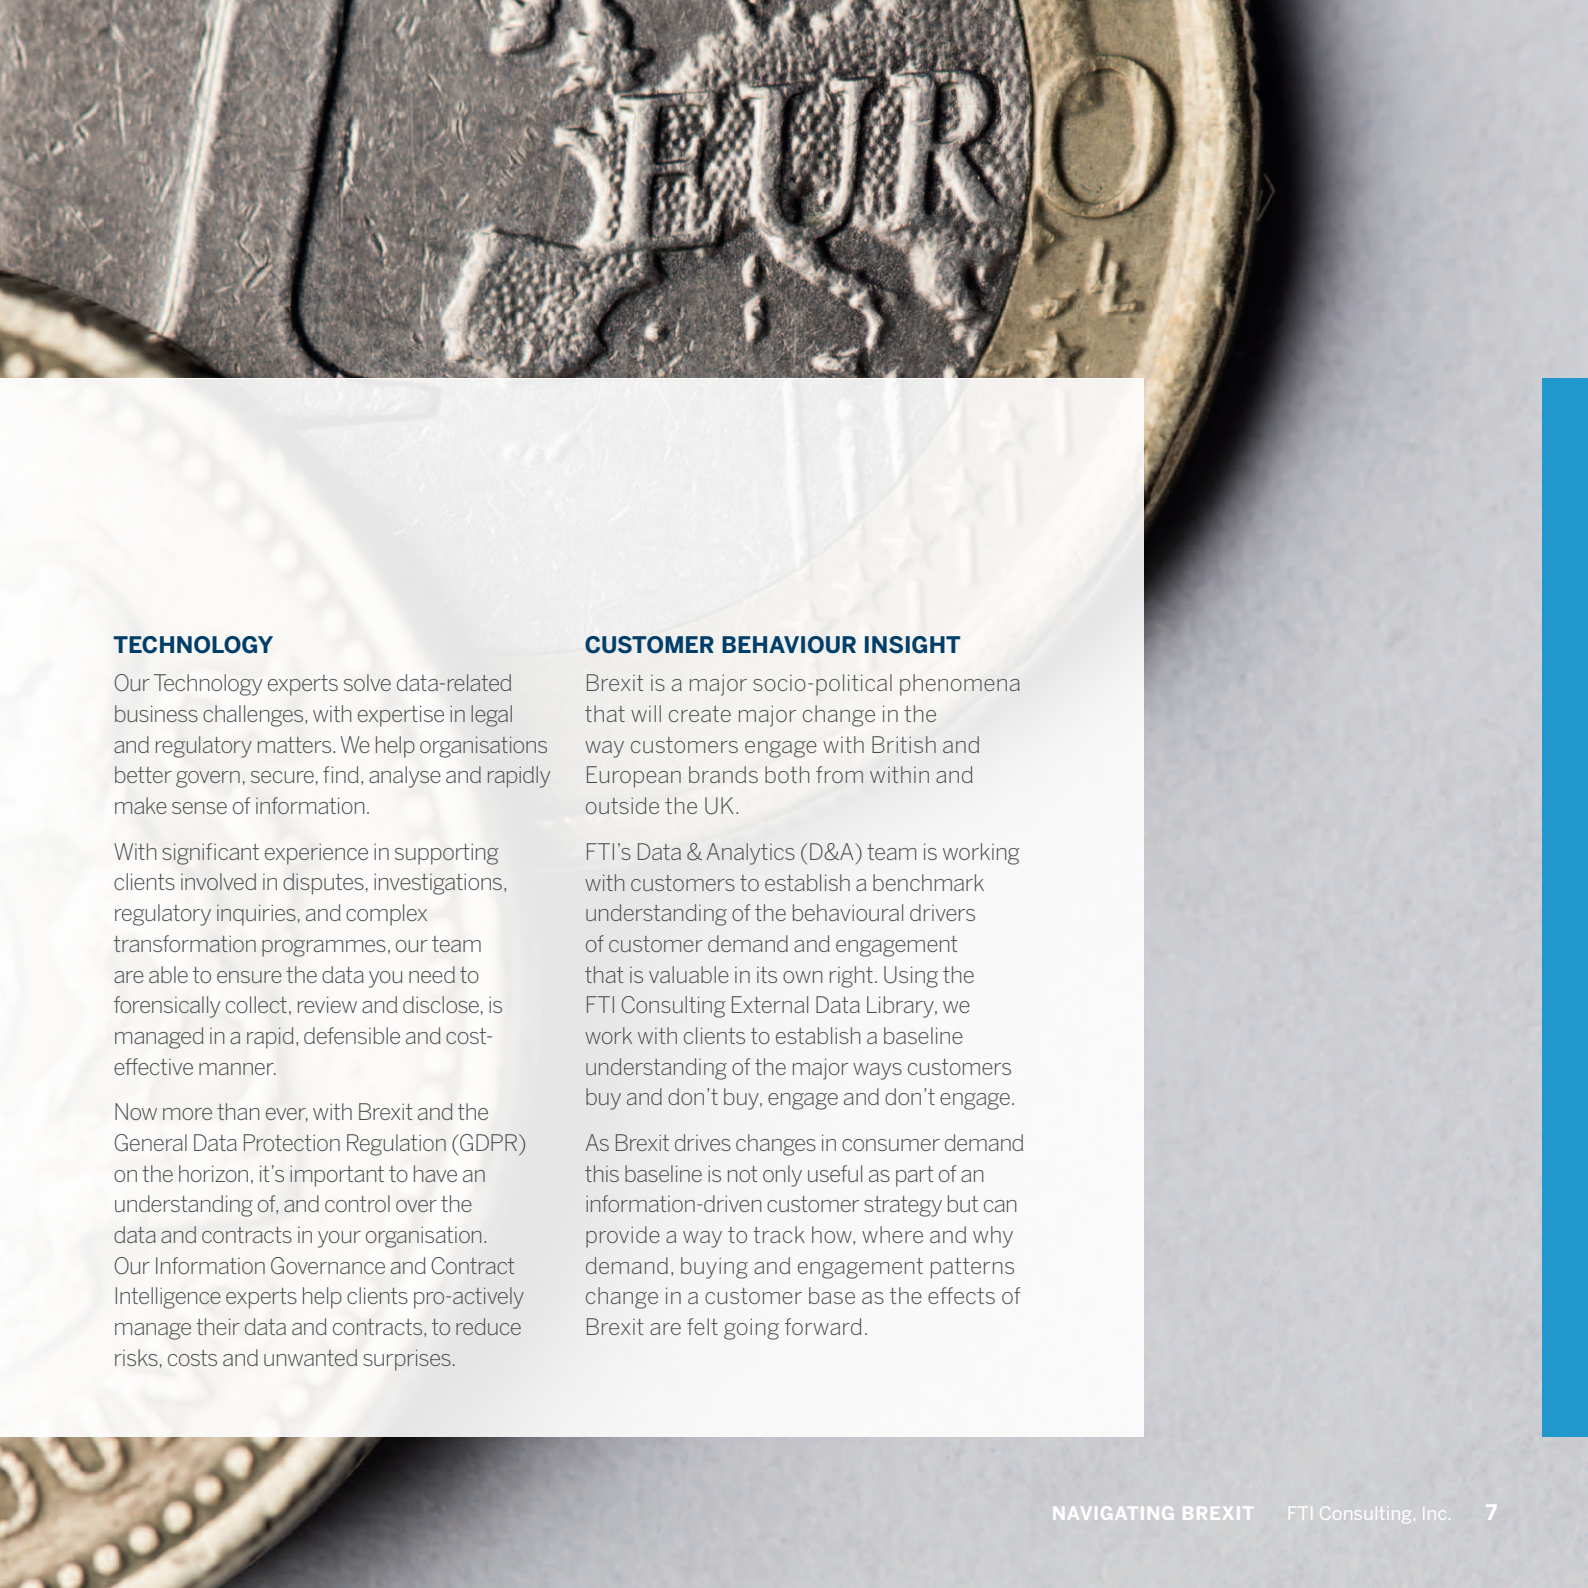 EURO
TECHNOLOGY
Our Technology experts solve data-related
business challenges, with expertise in legal
and regulatory matters. We help organisations
better govern, secure, find, analyse and rapidly
make sense of information.
With significant experience in supporting
clients involved in disputes, investigations,
regulatory inquiries, and complex
transformation programmes, our team
are able to ensure the data you need to
forensically collect, review and disclose, is
managed in a rapid, defensible and cost-
effective manner.
Now more than ever, with Brexit and the
General Data Protection Regulation (GDPR)
on the horizon, it’s important to have an
understanding of, and control over the
data and contracts in your organisation.
Our Information Governance and Contract
Intelligence experts help clients pro-actively
manage their data and contracts, to reduce
risks, costs and unwanted surprises.
CUSTOMER BEHAVIOUR INSIGHT
Brexit is a major socio-political phenomena
that will create major change in the
way customers engage with British and
European brands both from within and
outside the UK.
FTI’s Data & Analytics (D&A) team is working
with customers to establish a benchmark
understanding of the behavioural drivers
of customer demand and engagement
that is valuable in its own right. Using the
FTI Consulting External Data Library, we
work with clients to establish a baseline
understanding of the major ways customers
buy and don’t buy, engage and don’t engage.
As Brexit drives changes in consumer demand
this baseline is not only useful as part of an
information-driven customer strategy but can
provide a way to track how, where and why
demand, buying and engagement patterns
change in a customer base as the effects of
Brexit are felt going forward.
NAVIGATING BREXIT FTI Consulting, Inc. 7